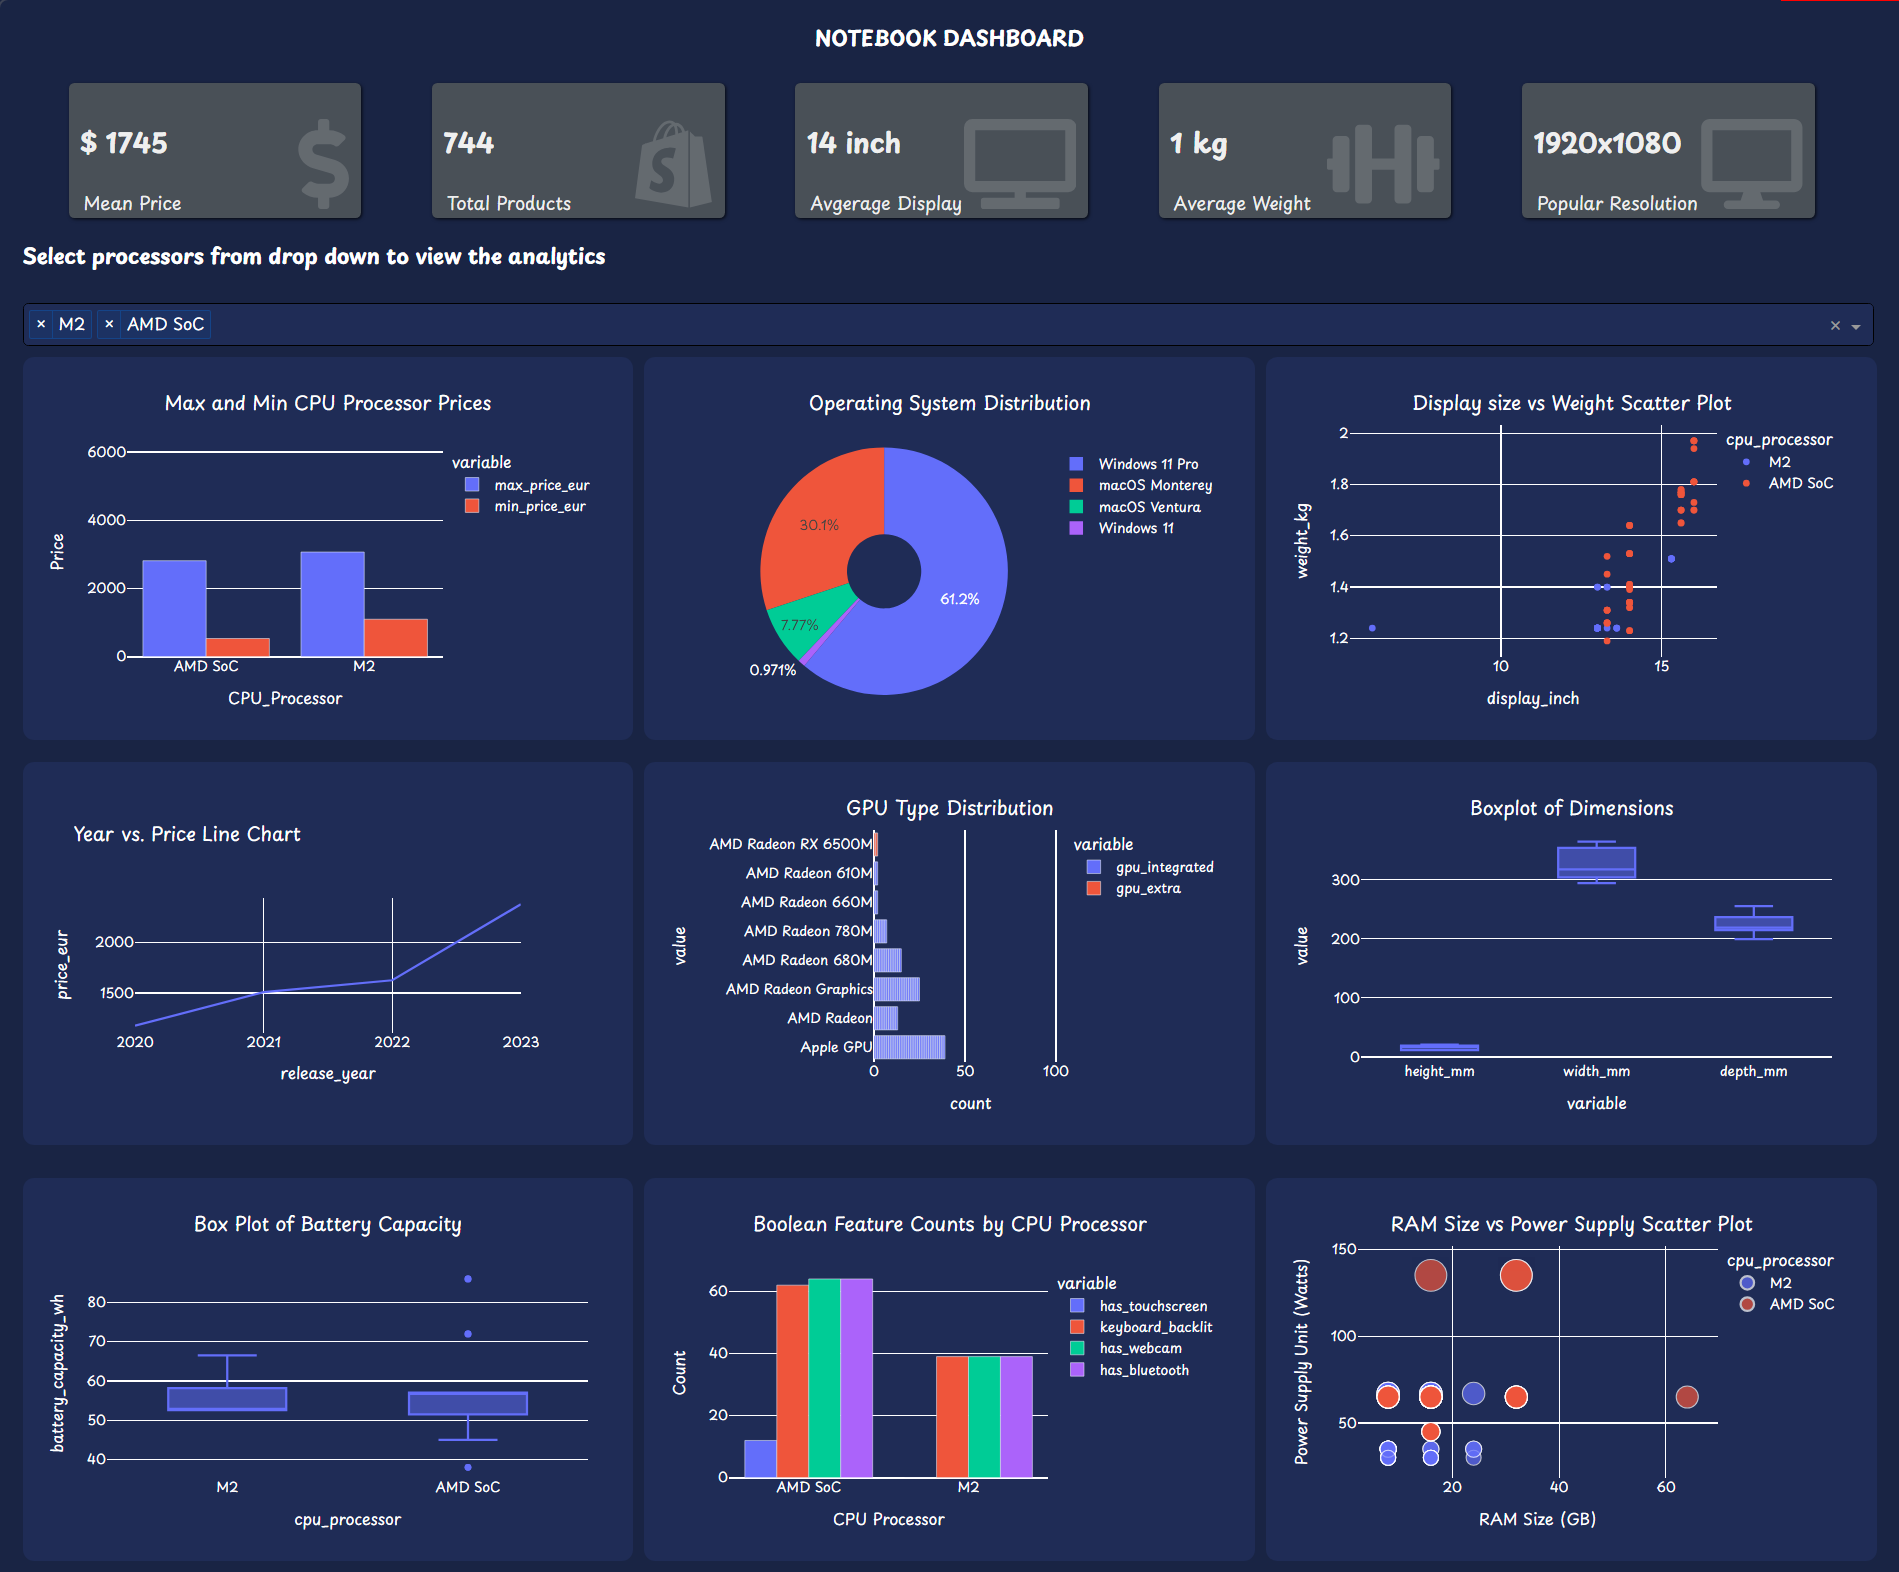 NOTEBOOK DASHBOARD
$ 1745
Mean Price
744
Total Products
14 inch
Avgerage Display
1 kg
Average Weight
1920x1080
Popular Resolution
Select processors from drop down to view the analytics
× M2 × AMD SoC ×
Max and Min CPU Processor Prices
6000
4000
2000
0
Price
AMD SoC M2
CPU_Processor
variable
max_price_eur
min_price_eur
Operating System Distribution
30.1%
61.2%
7.77%
0.971%
Windows 11 Pro
macOS Monterey
macOS Ventura
Windows 11
Display size vs Weight Scatter Plot
2
1.8
1.6
1.4
1.2
weight_kg
10 15
display_inch
cpu_processor
M2
AMD SoC
Year vs. Price Line Chart
2000
1500
price_eur
2020 2021 2022 2023
release_year
GPU Type Distribution
AMD Radeon RX 6500M
AMD Radeon 610M
AMD Radeon 660M
AMD Radeon 780M
AMD Radeon 680M
AMD Radeon Graphics
AMD Radeon
Apple GPU
value
0 50 100
count
variable
gpu_integrated
gpu_extra
Boxplot of Dimensions
300
200
100
0
value
height_mm width_mm depth_mm
variable
Box Plot of Battery Capacity
80
70
60
50
40
battery_capacity_wh
M2 AMD SoC
cpu_processor
Boolean Feature Counts by CPU Processor
60
40
20
0
Count
AMD SoC M2
CPU Processor
variable
has_touchscreen
keyboard_backlit
has_webcam
has_bluetooth
RAM Size vs Power Supply Scatter Plot
150
100
50
Power Supply Unit (Watts)
20 40 60
RAM Size (GB)
cpu_processor
M2
AMD SoC